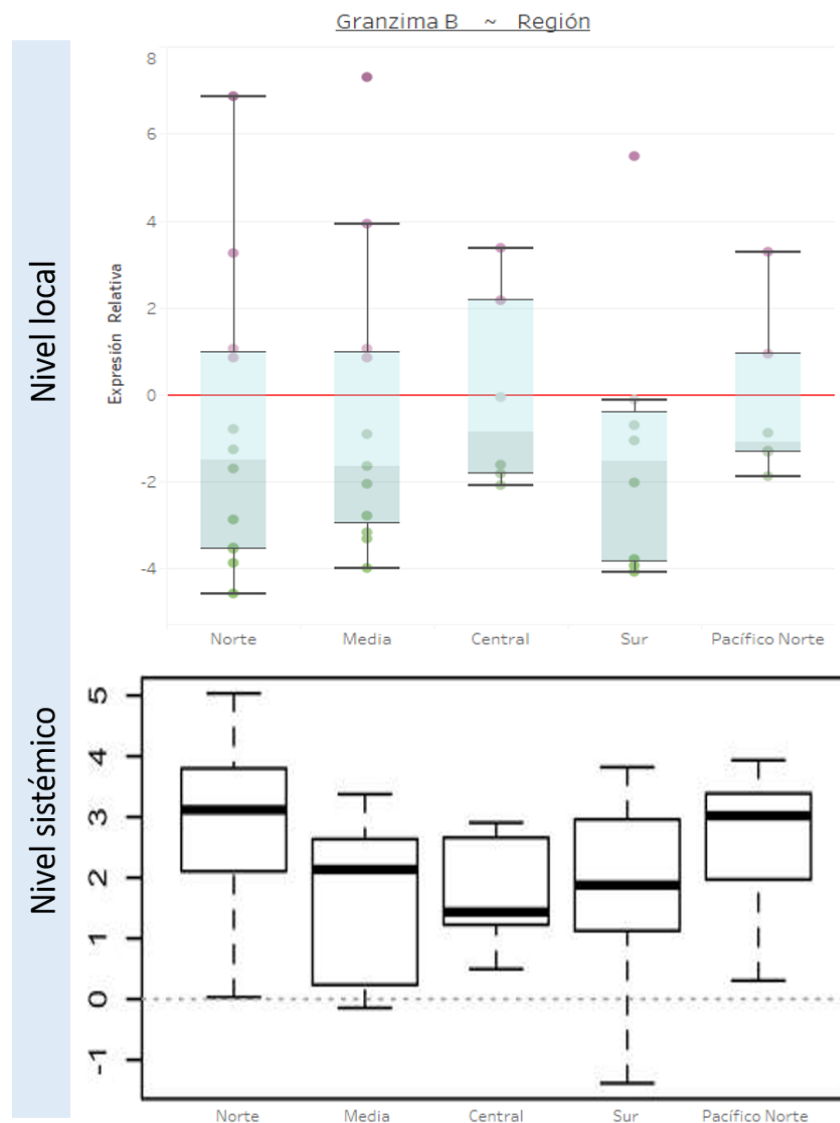 Granzima B ~ Región
Nivel local
Expresión Relativa
8
6
4
2
0
-2
-4
Norte Media Central Sur Pacífico Norte
Nivel sistémico
5
4
3
2
1
0
-1
Norte Media Central Sur Pacífico Norte